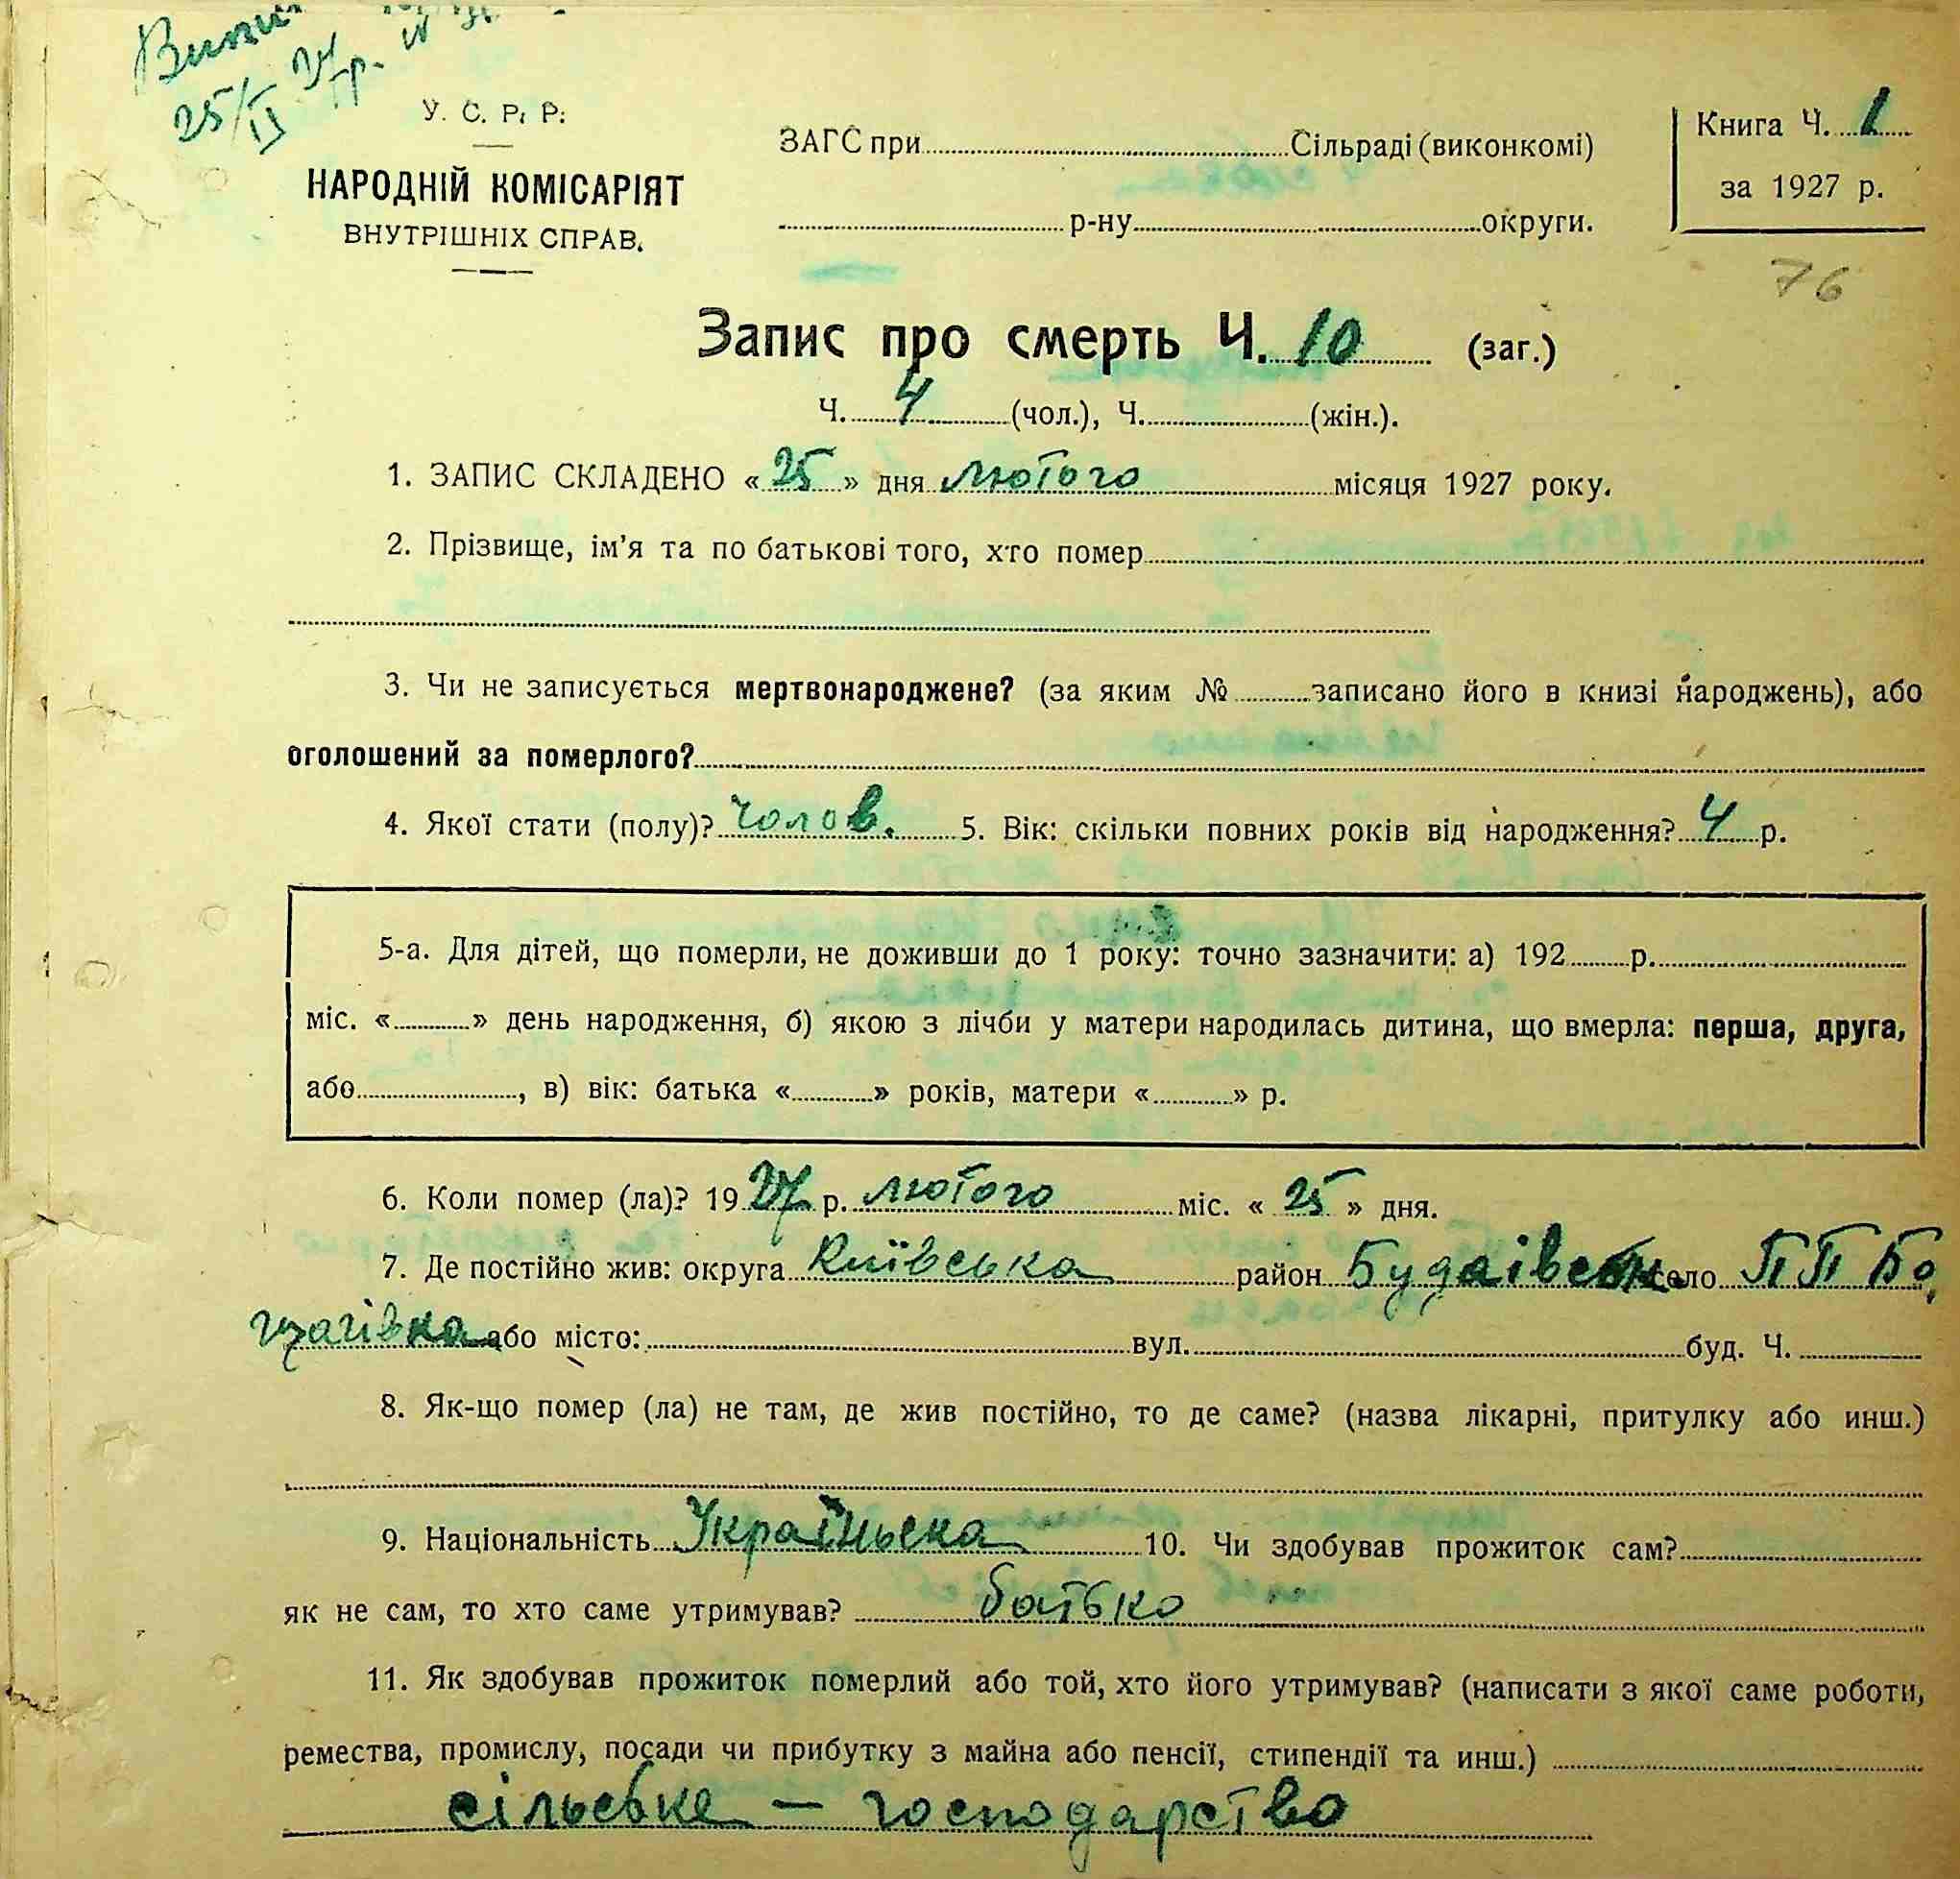 25/II 27
У. С. Р. Р.
НАРОДНІЙ КОМІСАРІЯТ
ВНУТРІШНІХ СПРАВ.
ЗАГС при Сільраді (виконкомі)
р-ну округи.
Книга Ч. 1
за 1927 р.
76
Запис про смерть Ч. 10 (заг.)
Ч. 4 (чол.), Ч. (жін.).
1. ЗАПИС СКЛАДЕНО « 25 » дня лютого місяця 1927 року.
2. Прізвище, ім'я та по батькові того, хто помер
3. Чи не записується мертвонароджене? (за яким № записано його в книзі народжень), або
оголошений за померлого?
4. Якої стати (полу)? Чолов. 5. Вік: скільки повних років від народження? 4 р.
5-а. Для дітей, що померли, не доживши до 1 року: точно зазначити: а) 192 р.
міс. « » день народження, б) якою з лічби у матери народилась дитина, що вмерла: перша, друга,
або , в) вік: батька « » років, матери « » р.
6. Коли помер (ла)? 1927 р. лютого міс. « 25 » дня.
7. Де постійно жив: округа Київська район Будаівськ село П П Бо
щагівка або місто: вул. буд. Ч.
8. Як-що помер (ла) не там, де жив постійно, то де саме? (назва лікарні, притулку або инш.)
9. Національність Україньска 10. Чи здобував прожиток сам?
як не сам, то хто саме утримував? батько
11. Як здобував прожиток померлий або той, хто його утримував? (написати з якої саме роботи,
ремества, промислу, посади чи прибутку з майна або пенсії, стипендії та инш.)
сільське — господарство